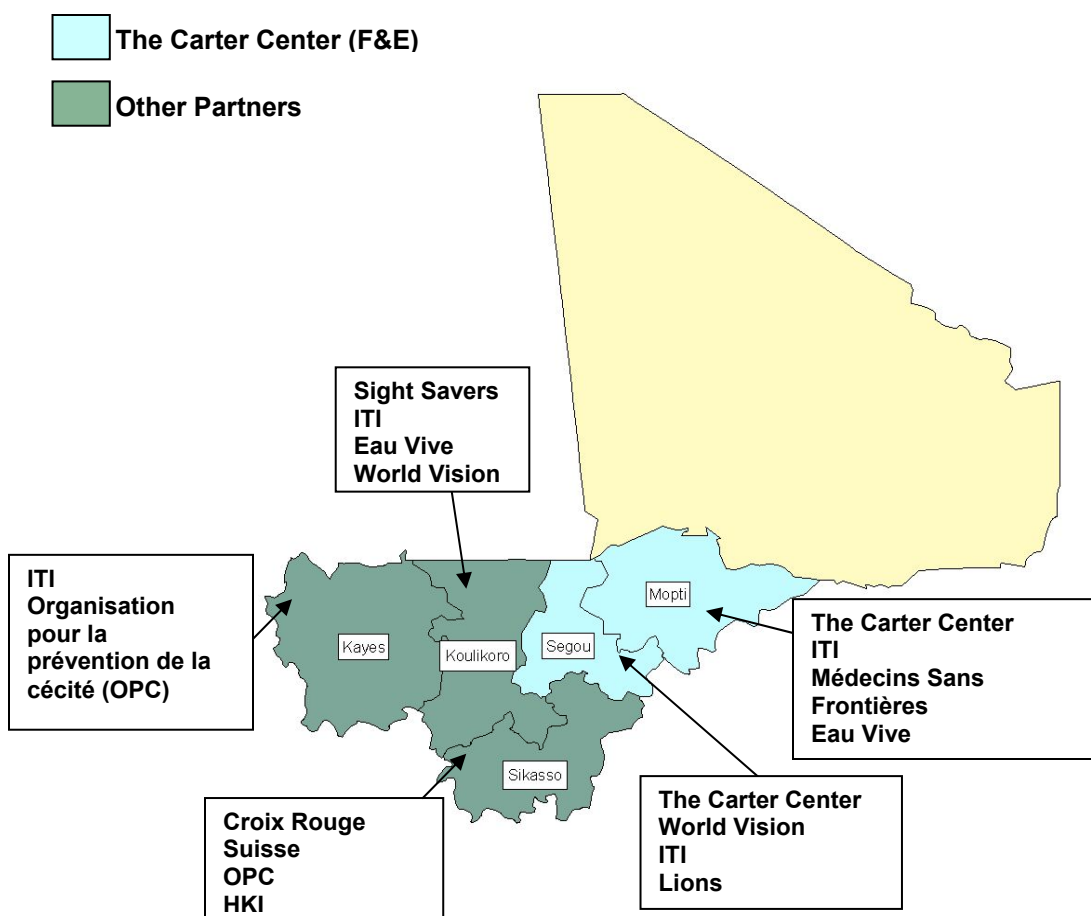 The Carter Center (F&E)
Other Partners
Sight Savers
ITI
Eau Vive
World Vision
ITI
Organisation
pour la
prévention de la
cécité (OPC)
Kayes
Koulikoro
Segou
Mopti
Sikasso
The Carter Center
ITI
Médecins Sans
Frontières
Eau Vive
The Carter Center
World Vision
ITI
Lions
Croix Rouge
Suisse
OPC
HKI